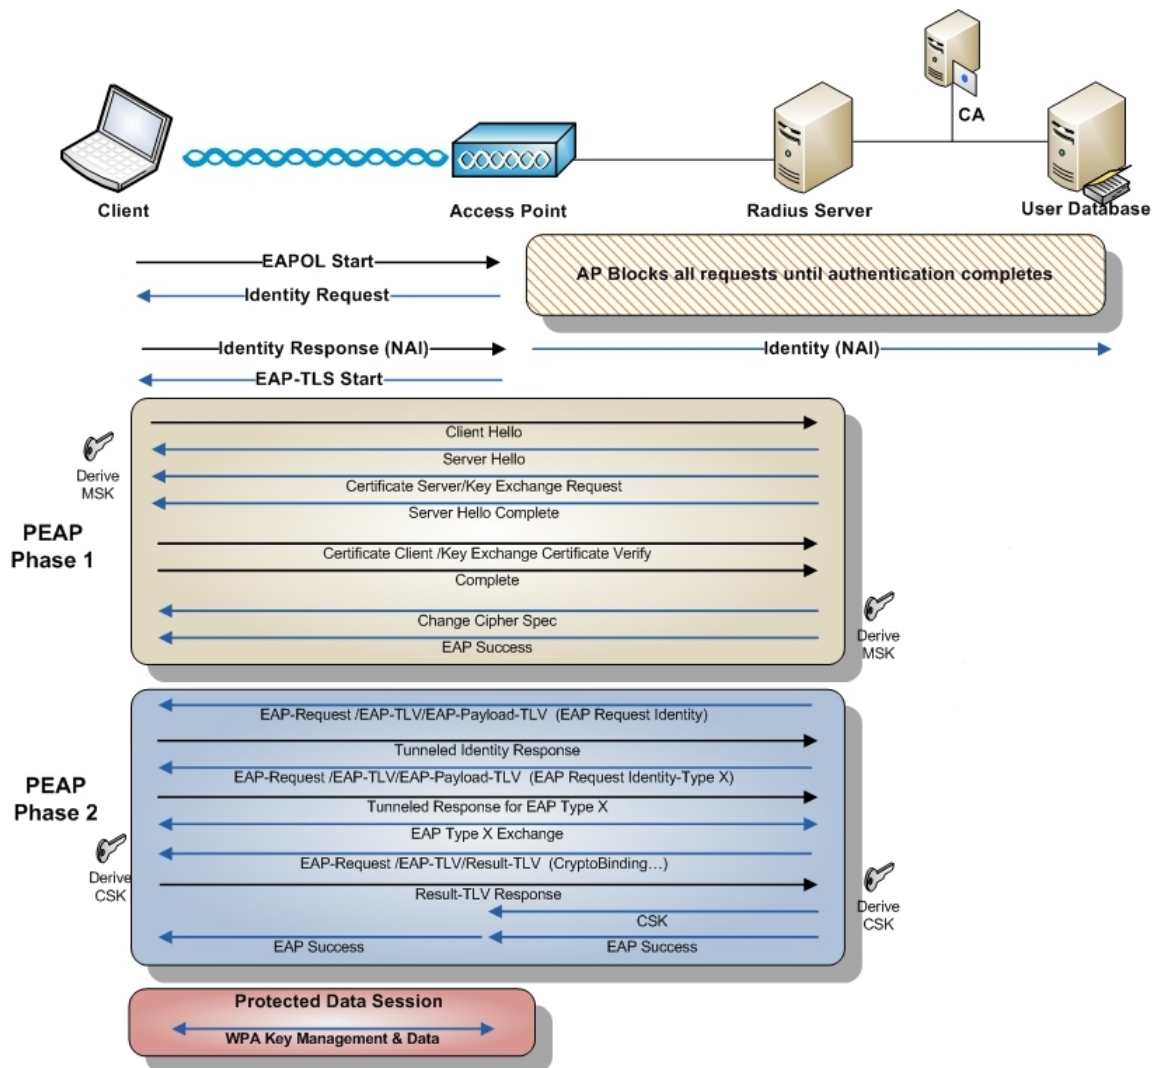 CA
Client
Access Point
Radius Server
User Database
EAPOL Start
AP Blocks all requests until authentication completes
Identity Request
Identity Response (NAI)
Identity (NAI)
EAP-TLS Start
Client Hello
Server Hello
Derive
MSK
Certificate Server/Key Exchange Request
Server Hello Complete
PEAP
Phase 1
Certificate Client /Key Exchange Certificate Verify
Complete
Change Cipher Spec
Derive
MSK
EAP Success
EAP-Request /EAP-TLV/EAP-Payload-TLV (EAP Request Identity)
Tunneled Identity Response
EAP-Request /EAP-TLV/EAP-Payload-TLV (EAP Request Identity-Type X)
PEAP
Phase 2
Tunneled Response for EAP Type X
EAP Type X Exchange
EAP-Request /EAP-TLV/Result-TLV (CryptoBinding...)
Derive
CSK
Result-TLV Response
Derive
CSK
CSK
EAP Success
EAP Success
Protected Data Session
WPA Key Management & Data